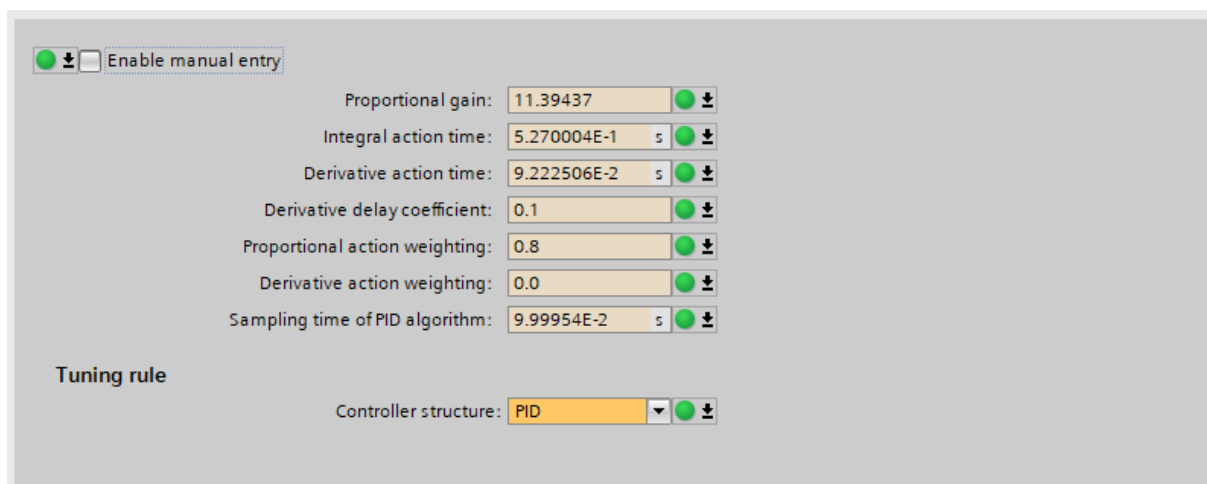 Enable manual entry
Proportional gain: 11.39437
Integral action time: 5.270004E-1 s
Derivative action time: 9.222506E-2 s
Derivative delay coefficient: 0.1
Proportional action weighting: 0.8
Derivative action weighting: 0.0
Sampling time of PID algorithm: 9.99954E-2 s
Tuning rule
Controller structure: PID